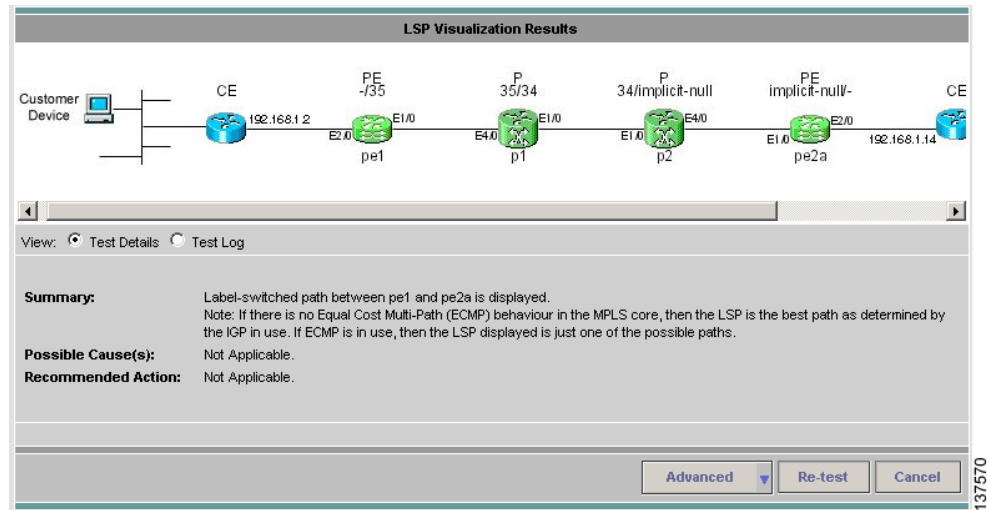 LSP Visualization Results
Customer
Device
CE
192.168.1.2
PE
-/35
E2/0
E1/0
pe1
P
35/34
E4/0
E1/0
p1
P
34/implicit-null
E1/0
E4/0
p2
PE
implicit-null/-
E1/0
E2/0
pe2a
192.168.1.14
CE
View: Test Details Test Log
Summary: Label-switched path between pe1 and pe2a is displayed.
Note: If there is no Equal Cost Multi-Path (ECMP) behaviour in the MPLS core, then the LSP is the best path as determined by
the IGP in use. If ECMP is in use, then the LSP displayed is just one of the possible paths.
Possible Cause(s): Not Applicable.
Recommended Action: Not Applicable.
Advanced Re-test Cancel
137570